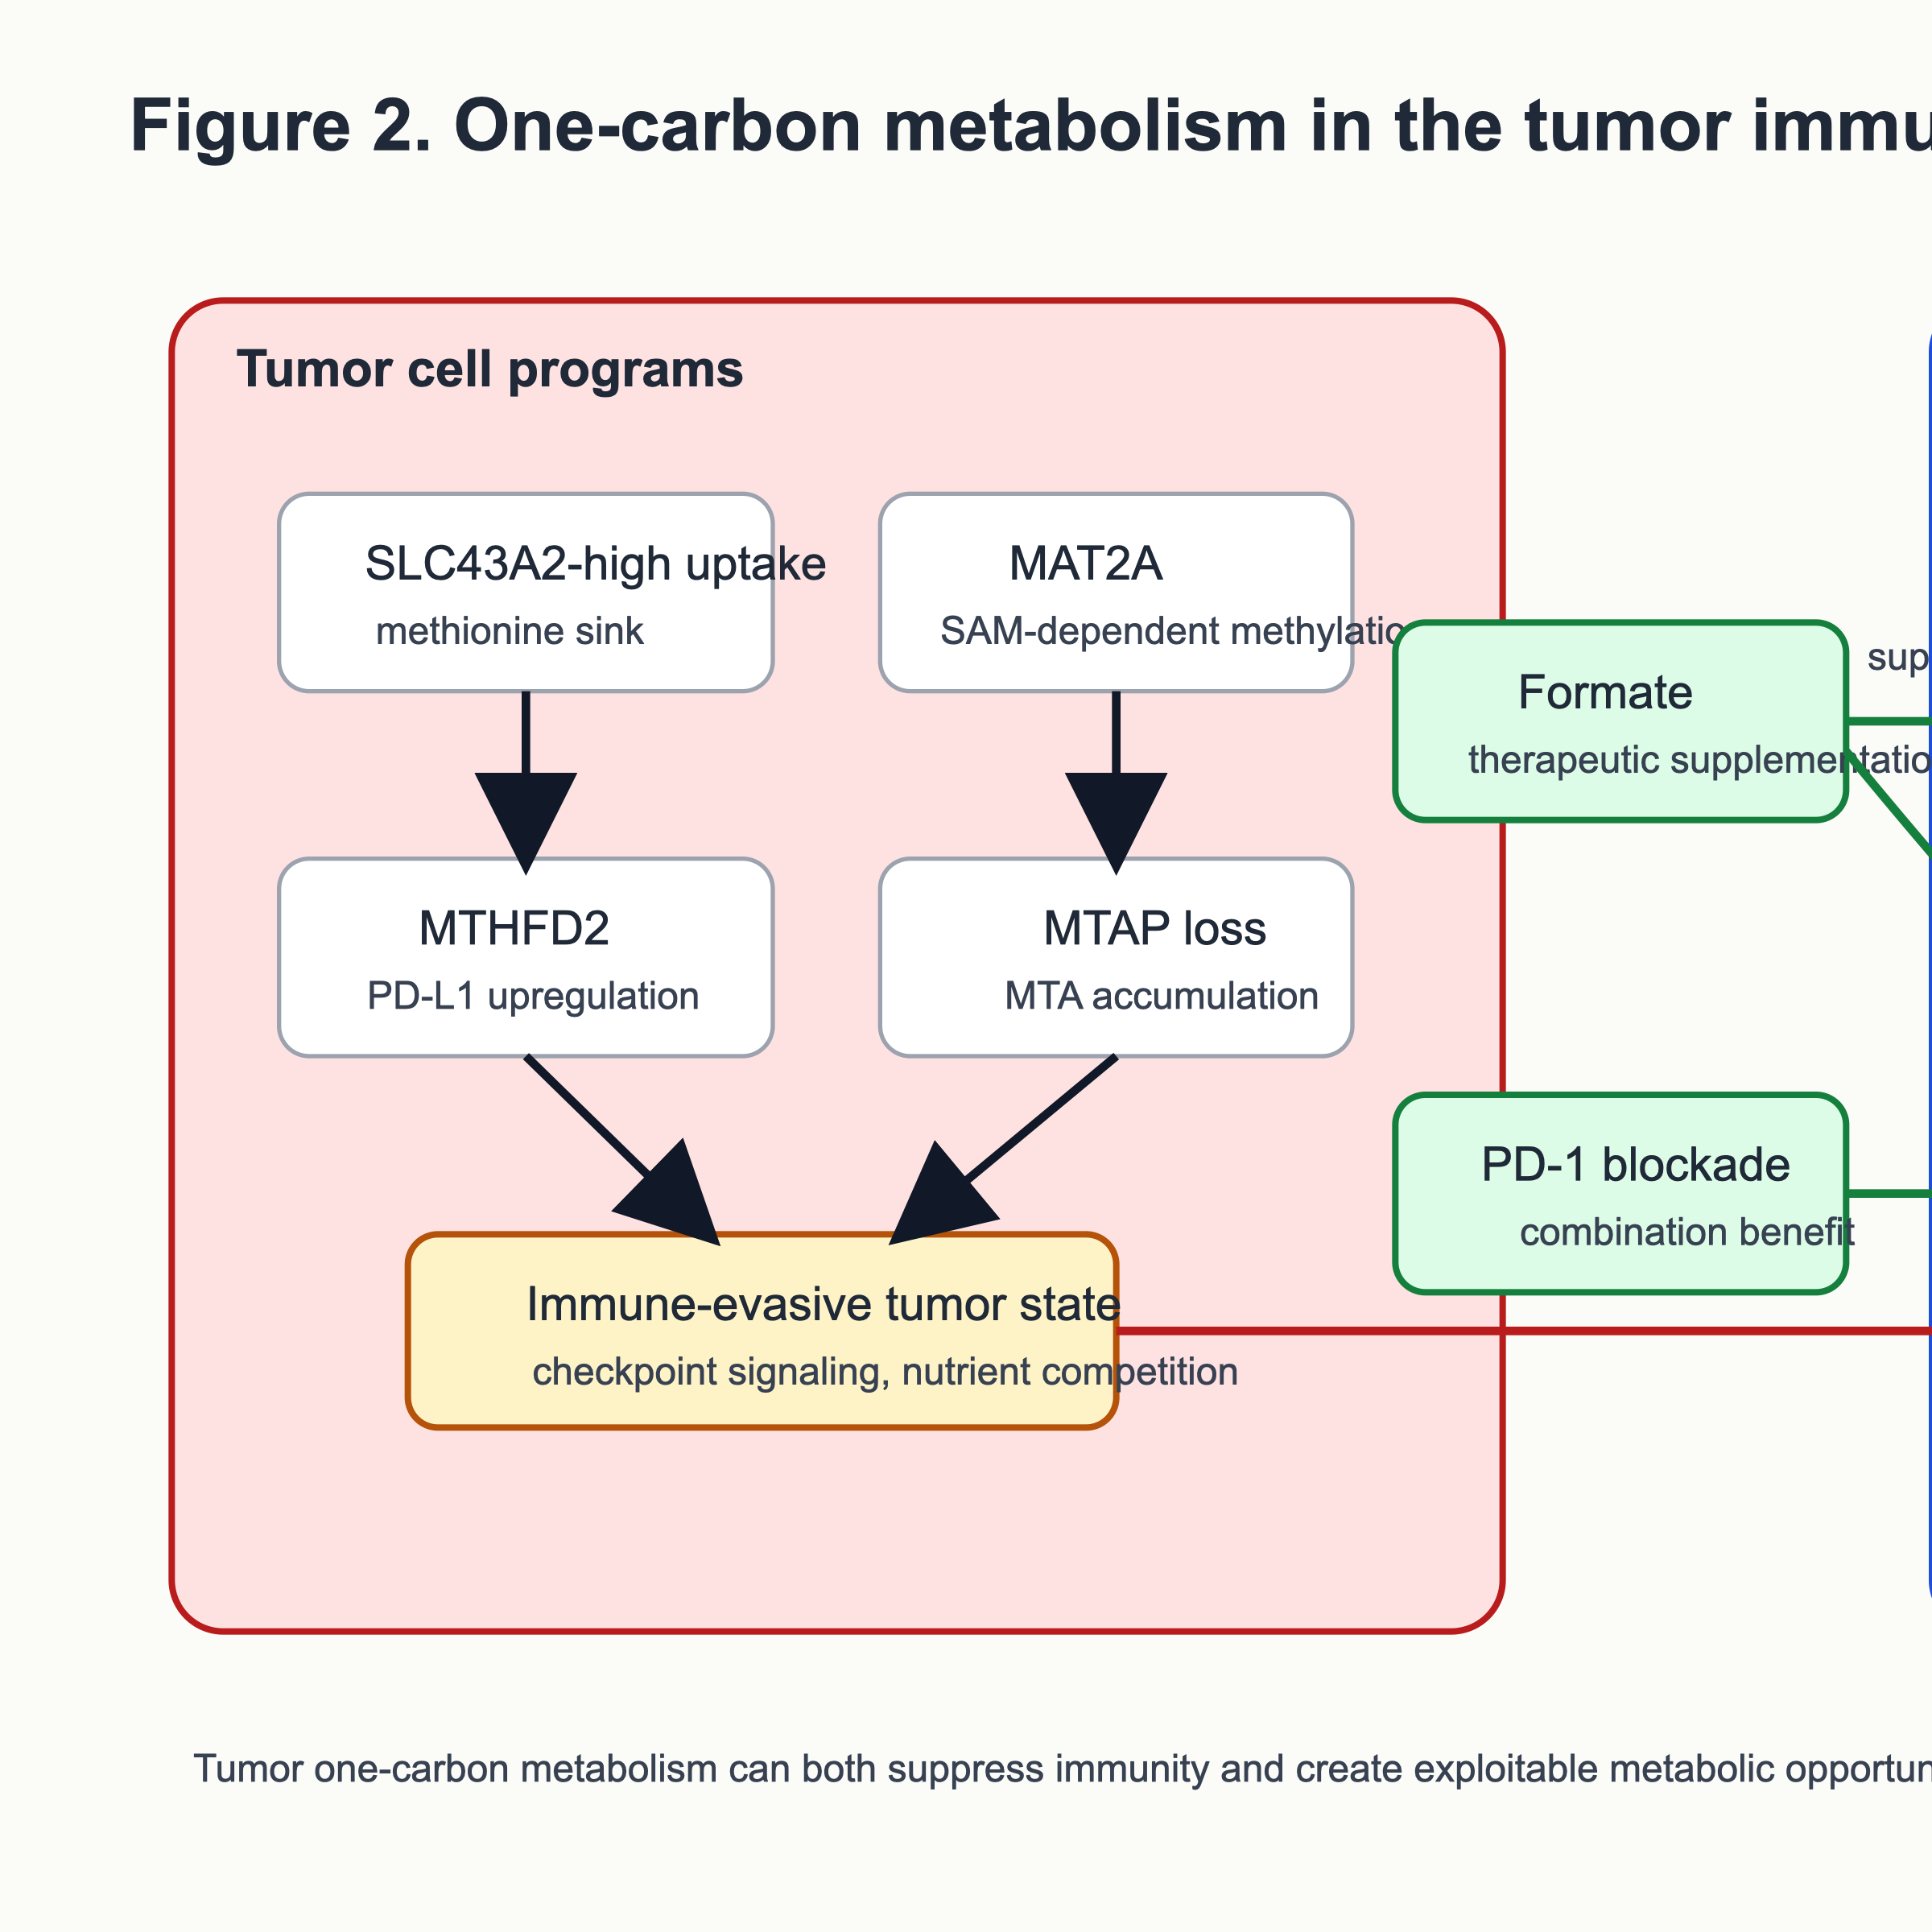 Figure 2. One-carbon metabolism in the tumor immu
Tumor cell programs
SLC43A2-high uptake
methionine sink
MAT2A
SAM-dependent methylatio
MTHFD2
PD-L1 upregulation
MTAP loss
MTA accumulation
Immune-evasive tumor state
checkpoint signaling, nutrient competition
Formate
therapeutic supplementatio
sup
PD-1 blockade
combination benefit
Tumor one-carbon metabolism can both suppress immunity and create exploitable metabolic opportun